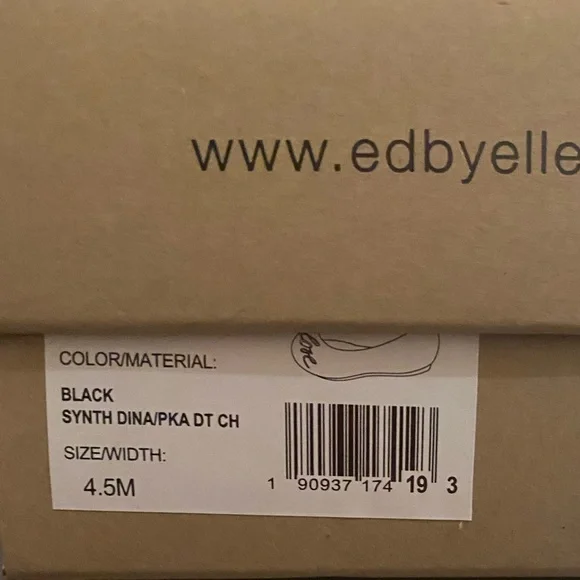 www.edbyelle
love
COLOR/MATERIAL:
BLACK
SYNTH DINA/PKA DT CH
SIZE/WIDTH:
4.5M
1 90937 174 19 3